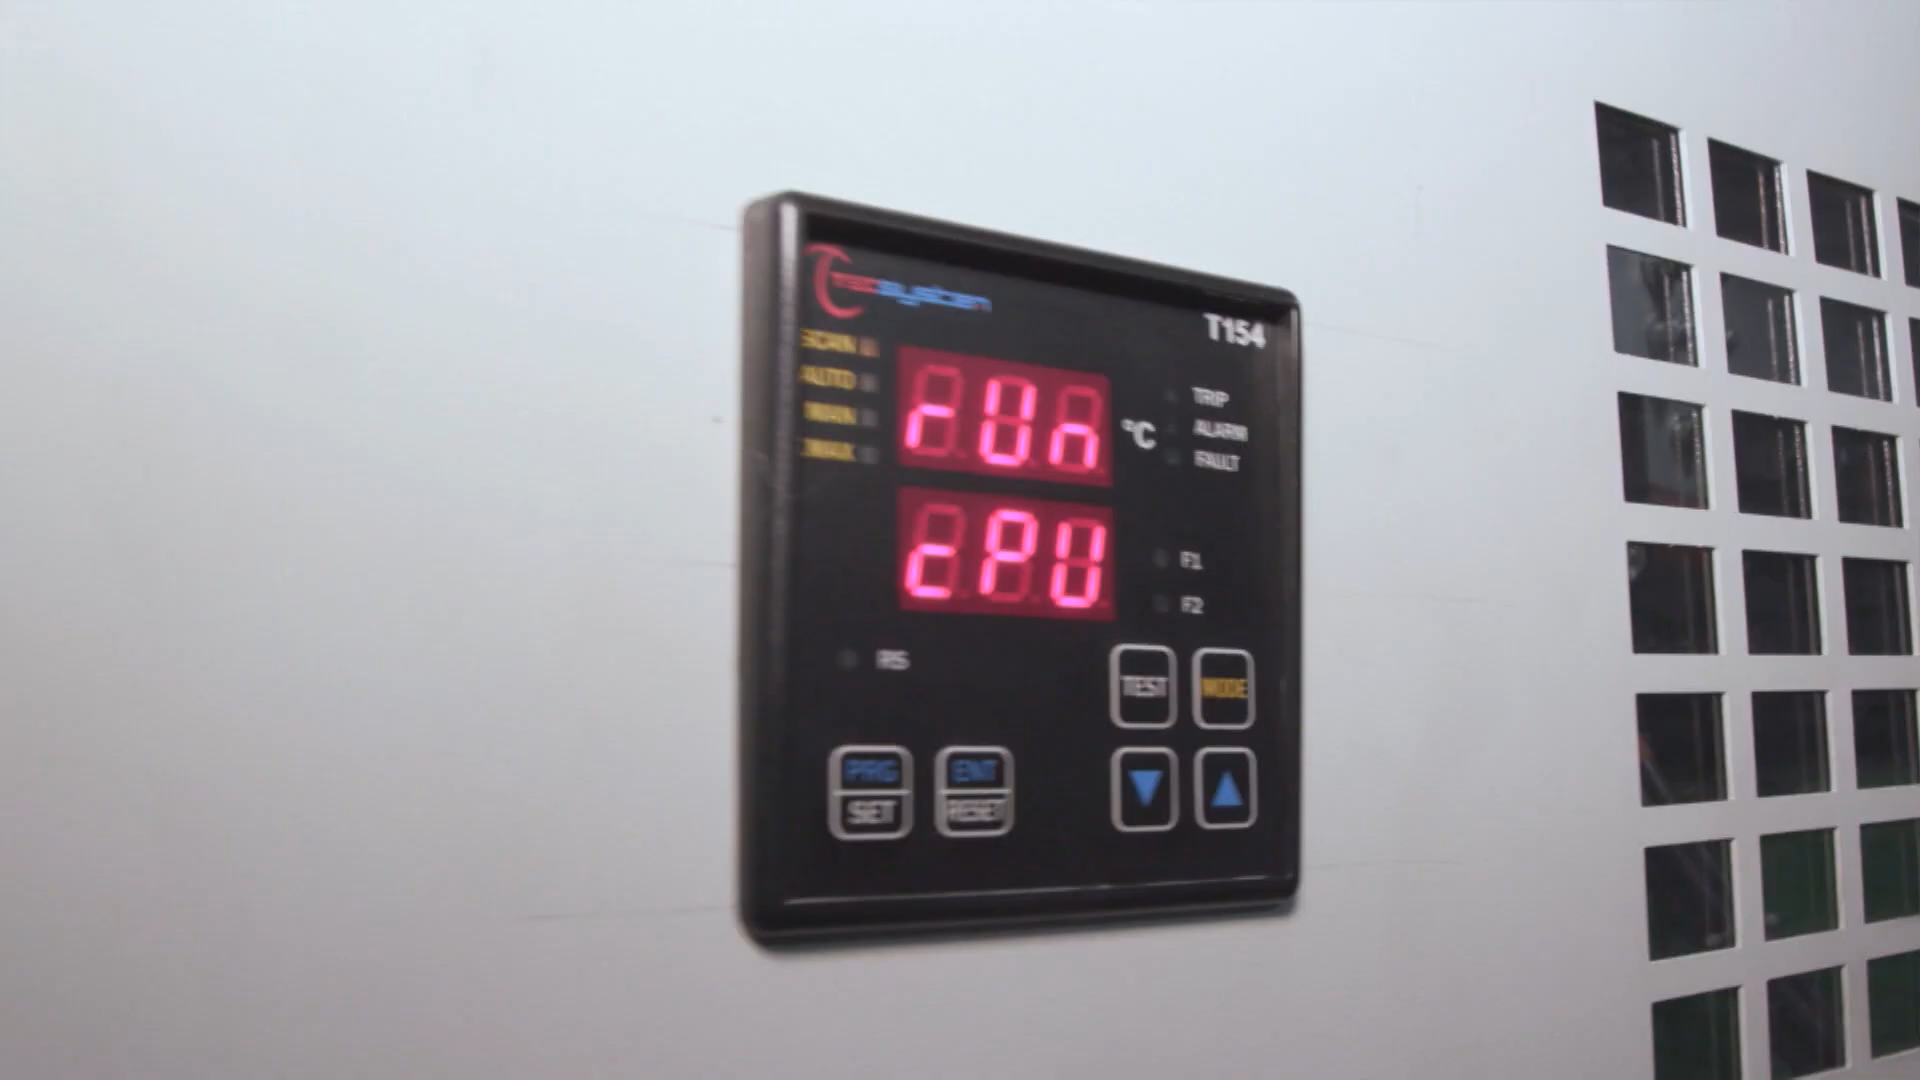 Tecsystem
T154
SCAN
AUTO
MAN
MAX
rUn
°C
TRIP
ALARM
FAULT
cPU
F1
F2
RS
TEST
MODE
PRG
SET
ENT
RESET